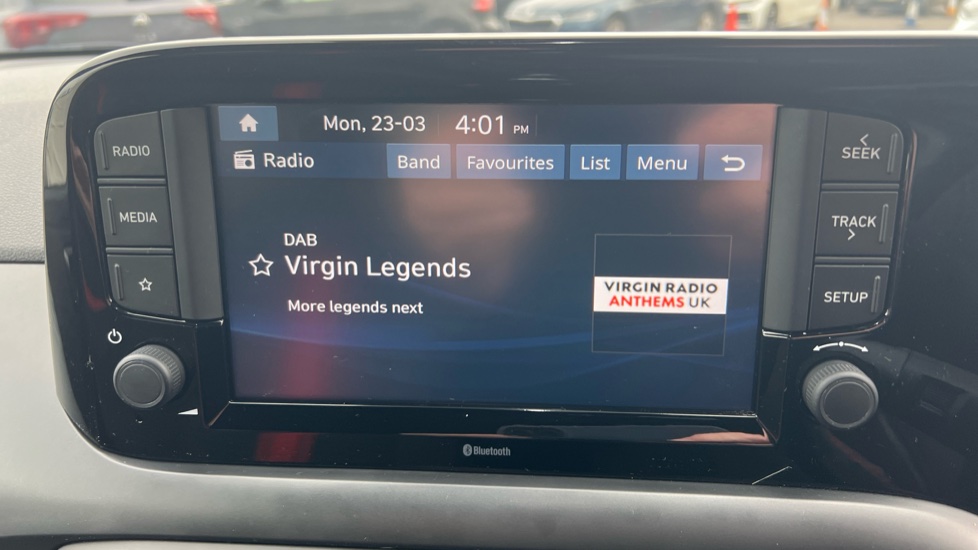 Mon, 23-03 4:01 PM
Radio Band Favourites List Menu
DAB
Virgin Legends
More legends next
VIRGIN RADIO
ANTHEMS UK
RADIO
MEDIA
SEEK
TRACK
SETUP
Bluetooth